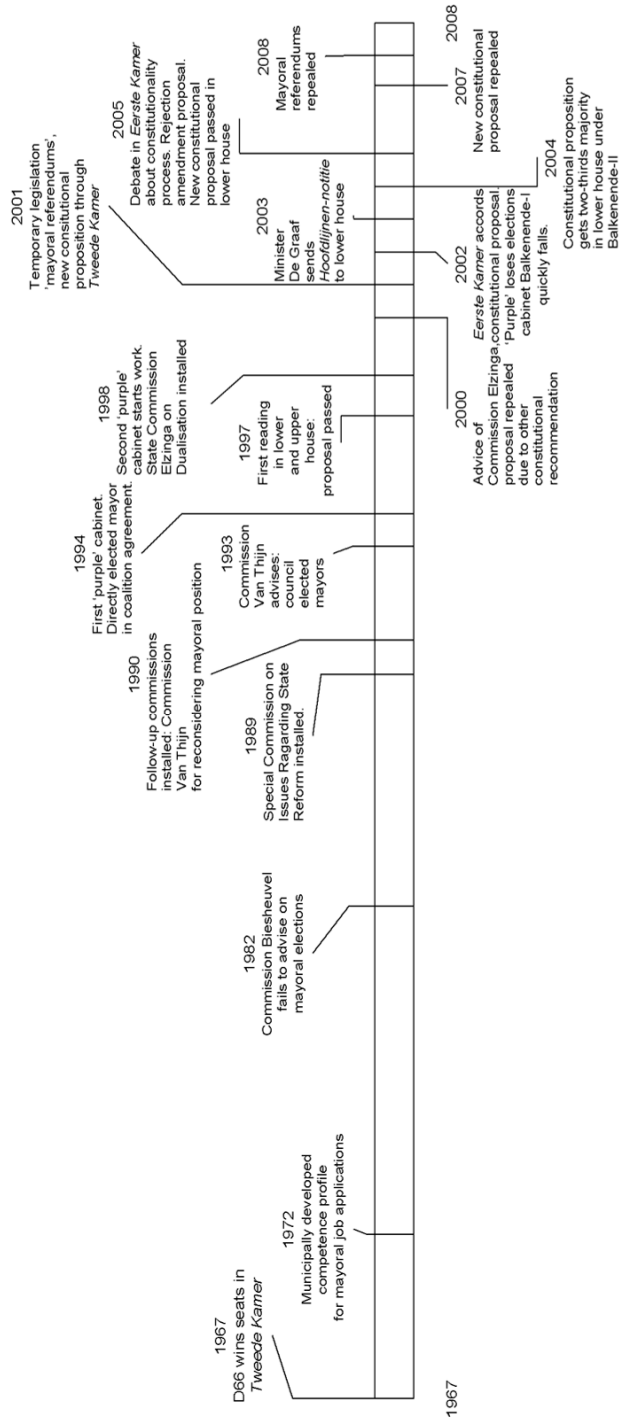 1967
D66 wins seats in
Tweede Kamer
1972
Municipally developed
competence profile
for mayoral job applications
1982
Commission Biesheuvel
fails to advise on
mayoral elections
1989
Special Commission on
Issues Ragarding State
Reform installed.
1990
Follow-up commissions
installed: Commission
Van Thijn
for reconsidering mayoral position
1993
Commission
Van Thijn
advises:
council
elected
mayors
1994
First 'purple' cabinet.
Directly elected mayor
in coalition agreement.
1997
First reading
in lower
and upper
house:
proposal passed
1998
Second 'purple'
cabinet starts work.
State Commission
Elzinga on
Dualisation installed
2000
Advice of
Commission Elzinga,
proposal repealed
due to other
constitutional
recommendation
2001
Temporary legislation
'mayoral referendums',
new consitutional
proposition through
Tweede Kamer
2002
Eerste Kamer accords
constitutional proposal.
'Purple' loses elections
cabinet Balkenende-I
quickly falls.
2003
Minister
De Graaf
sends
Hoofdlijnen-notitie
to lower house
2004
Constitutional proposition
gets two-thirds majority
in lower house under
Balkenende-II
2005
Debate in Eerste Kamer
about constitutionality
process. Rejection
amendment proposal.
New constitutional
proposal passed in
lower house
2007
New constitutional
proposal repealed
2008
Mayoral
referendums
repealed
1967
2008